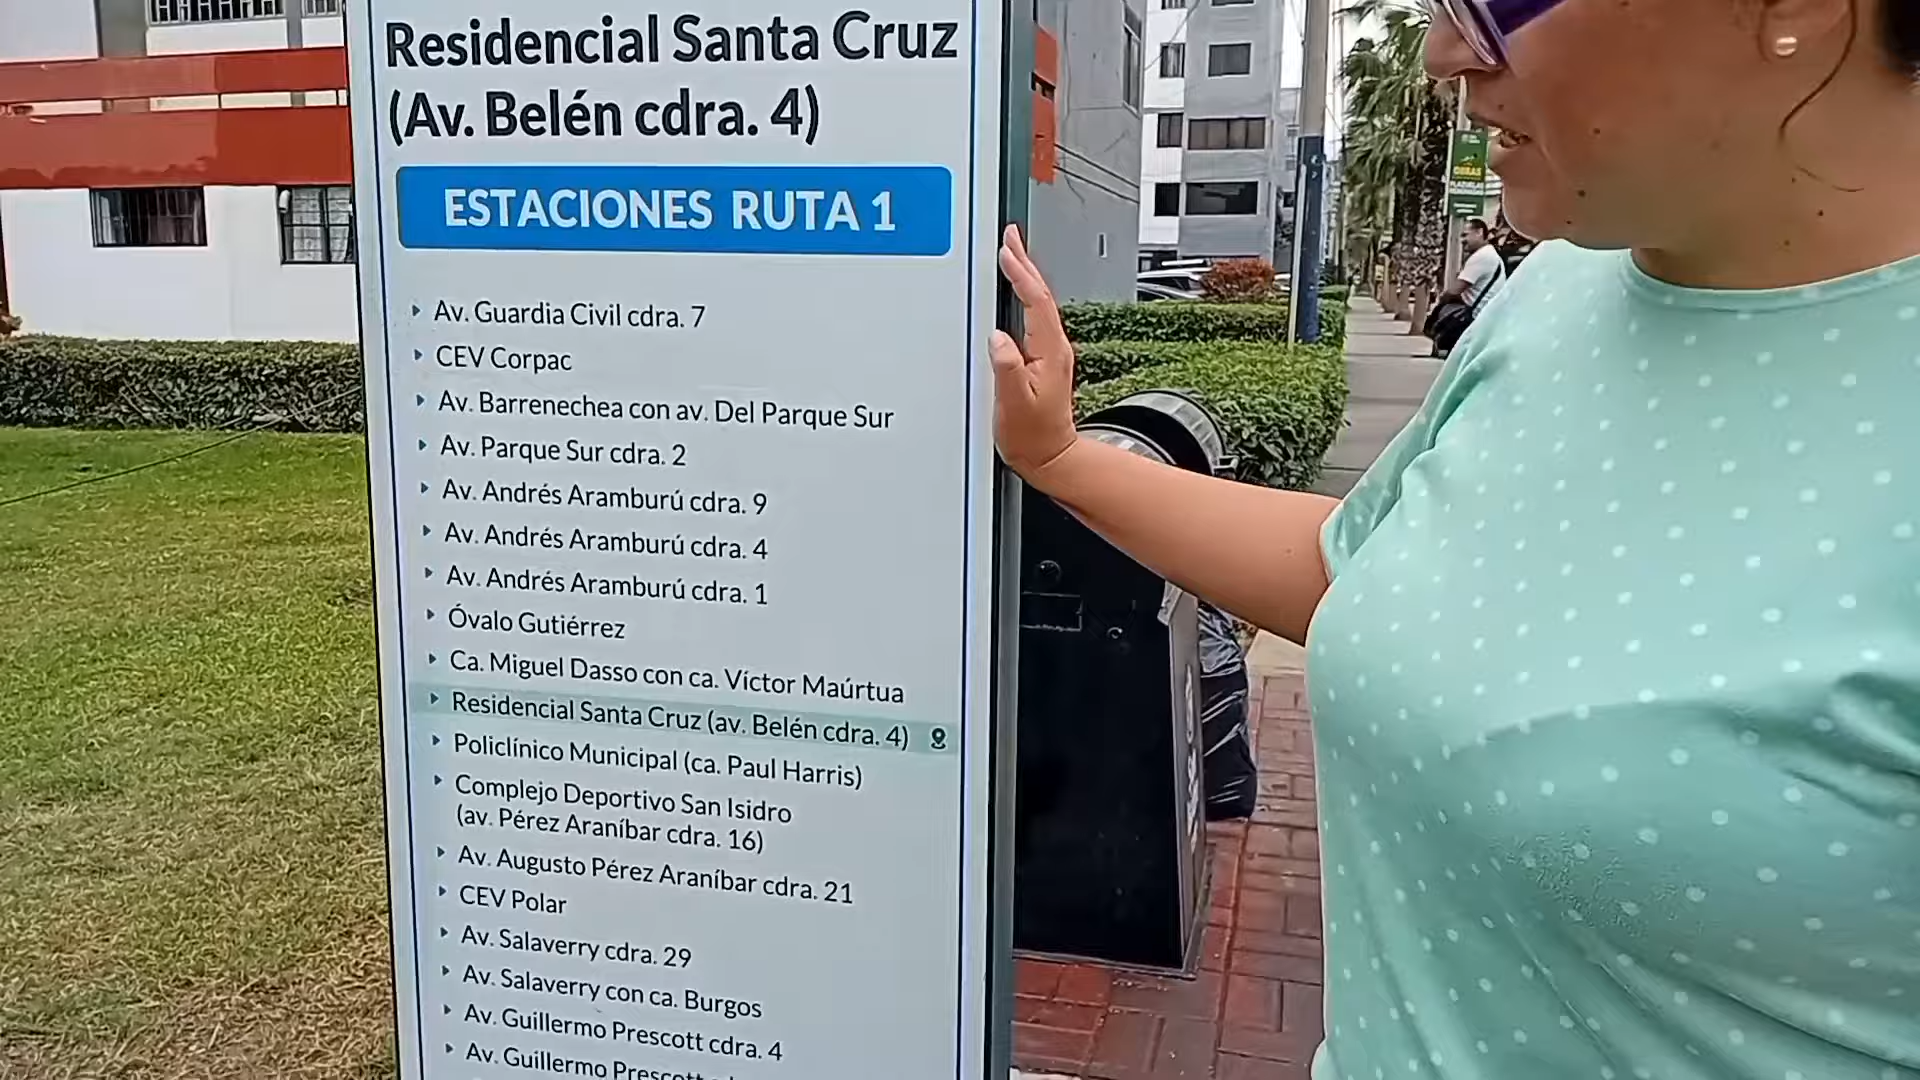 Residencial Santa Cruz
(Av. Belén cdra. 4)
ESTACIONES RUTA 1
Av. Guardia Civil cdra. 7
CEV Corpac
Av. Barrenechea con av. Del Parque Sur
Av. Parque Sur cdra. 2
Av. Andrés Aramburú cdra. 9
Av. Andrés Aramburú cdra. 4
Av. Andrés Aramburú cdra. 1
Óvalo Gutiérrez
Ca. Miguel Dasso con ca. Víctor Maúrtua
Residencial Santa Cruz (av. Belén cdra. 4)
Policlínico Municipal (ca. Paul Harris)
Complejo Deportivo San Isidro
(av. Pérez Araníbar cdra. 16)
Av. Augusto Pérez Araníbar cdra. 21
CEV Polar
Av. Salaverry cdra. 29
Av. Salaverry con ca. Burgos
Av. Guillermo Prescott cdra. 4
Av. Guillermo Prescott
OBRAS